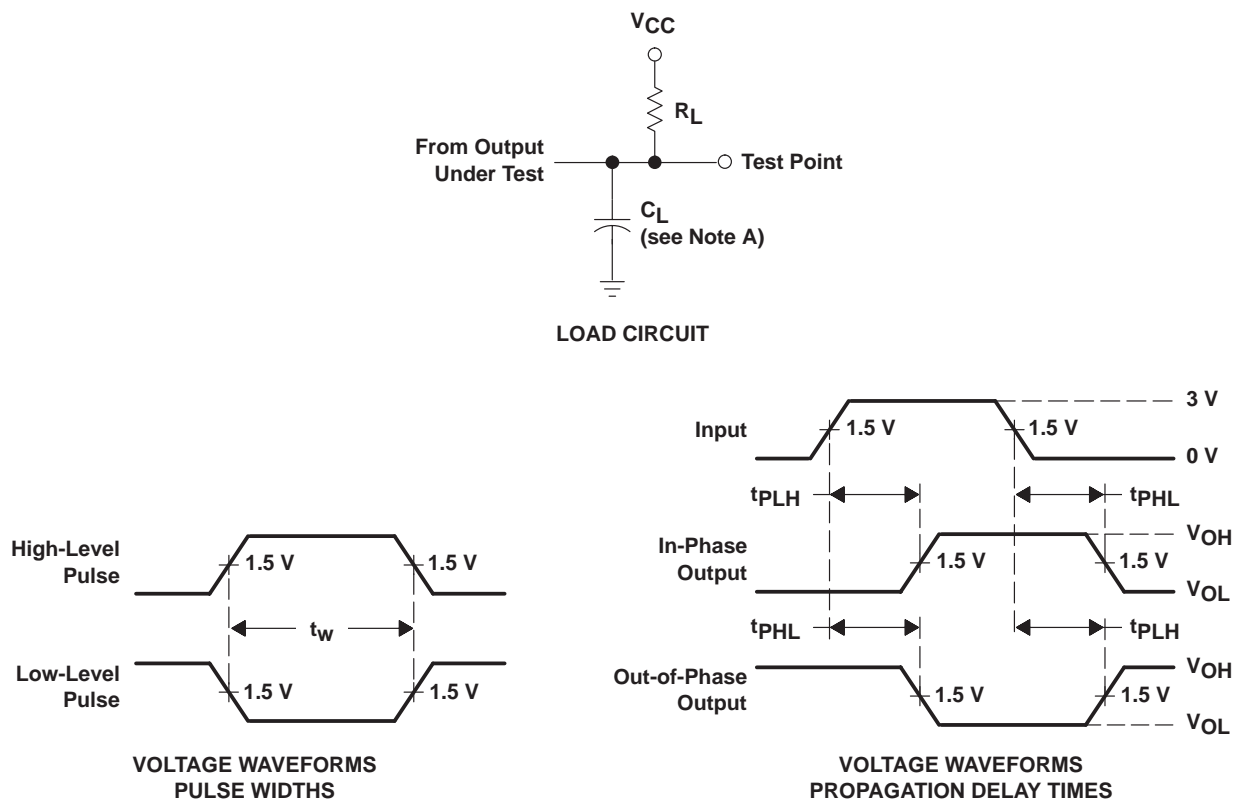 VCC
RL
From Output
Under Test
Test Point
CL
(see Note A)
LOAD CIRCUIT
3 V
Input
1.5 V
1.5 V
0 V
tPLH
tPHL
VOH
In-Phase
Output
1.5 V
1.5 V
VOL
tPHL
tPLH
VOH
Out-of-Phase
Output
1.5 V
1.5 V
VOL
VOLTAGE WAVEFORMS
PROPAGATION DELAY TIMES
High-Level
Pulse
1.5 V
1.5 V
tw
Low-Level
Pulse
1.5 V
1.5 V
VOLTAGE WAVEFORMS
PULSE WIDTHS